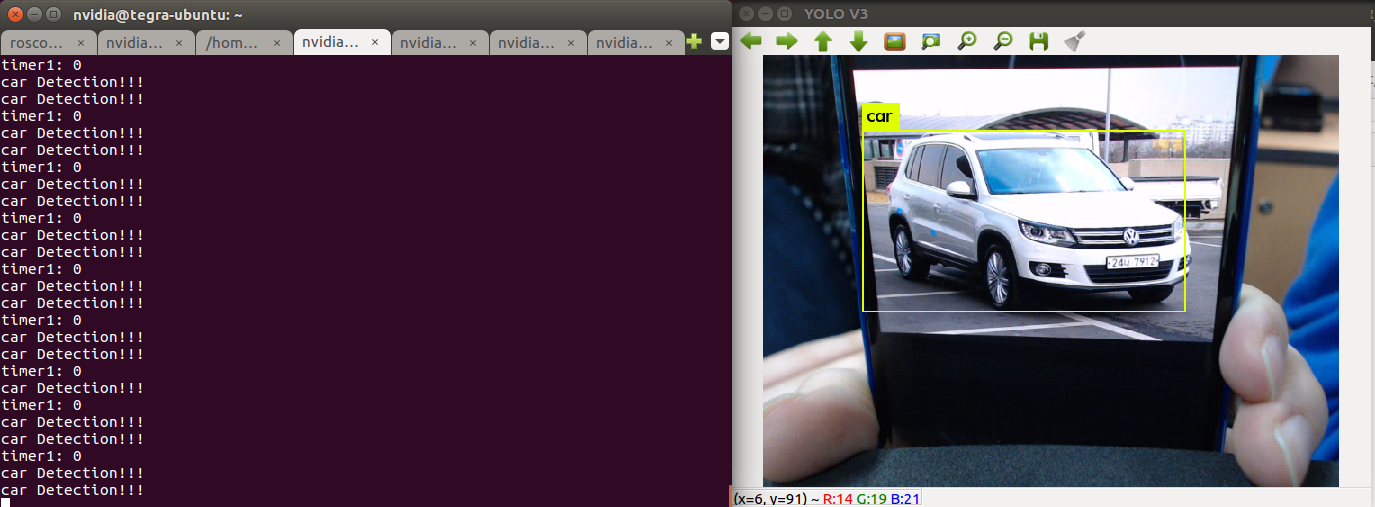 nvidia@tegra-ubuntu: ~
rosco... × nvidia... × /hom... × nvidia... × nvidia... × nvidia... × nvidia... ×
timer1: 0
car Detection!!!
car Detection!!!
timer1: 0
car Detection!!!
car Detection!!!
timer1: 0
car Detection!!!
car Detection!!!
timer1: 0
car Detection!!!
car Detection!!!
timer1: 0
car Detection!!!
car Detection!!!
timer1: 0
car Detection!!!
car Detection!!!
timer1: 0
car Detection!!!
timer1: 0
car Detection!!!
car Detection!!!
timer1: 0
car Detection!!!
car Detection!!!
YOLO V3
car
7912
(x=6, y=91) ~ R:14 G:19 B:21